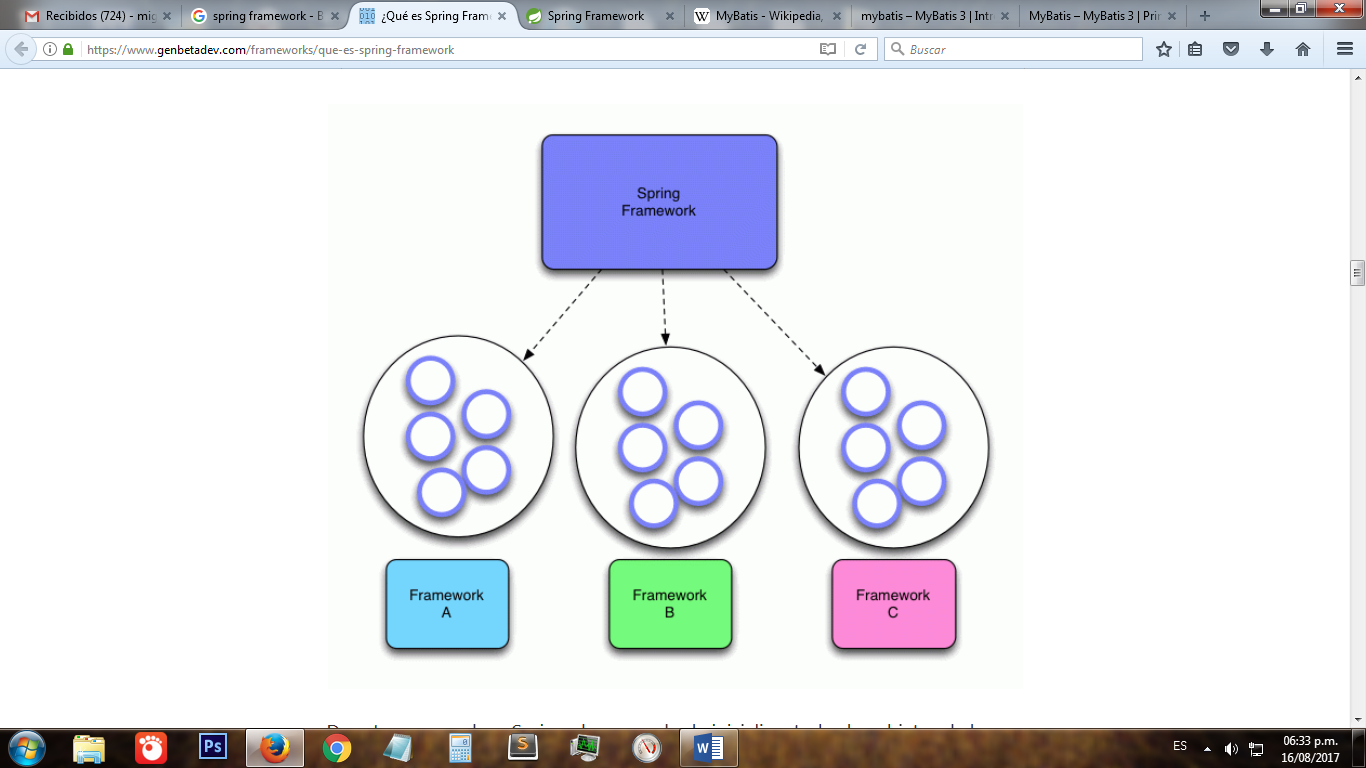 Recibidos (724) - mig
spring framework - B
¿Qué es Spring Fram
Spring Framework
MyBatis - Wikipedia,
mybatis – MyBatis 3 | Int
MyBatis – MyBatis 3 | Prin
https://www.genbetadev.com/frameworks/que-es-spring-framework
Buscar
Spring
Framework
Framework
A
Framework
B
Framework
C
ES
06:33 p.m.
16/08/2017